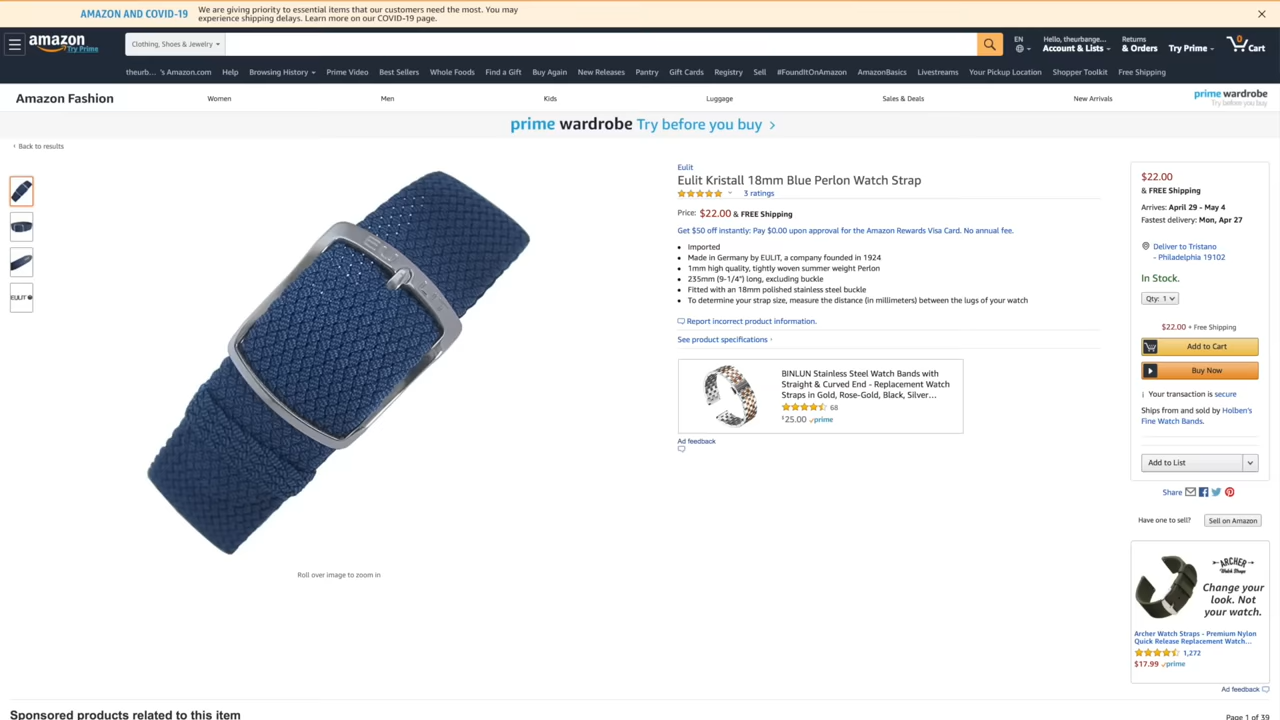 AMAZON AND COVID-19
We are giving priority to essential items that our customers need the most. You may
experience shipping delays. Learn more on our COVID-19 page.
amazon
Try Prime
Clothing, Shoes & Jewelry
EN
Hello, theurbange...
Account & Lists
Returns
& Orders
Try Prime
0
Cart
theurb... 's Amazon.com
Help
Browsing History
Prime Video
Best Sellers
Whole Foods
Find a Gift
Buy Again
New Releases
Pantry
Gift Cards
Registry
Sell
#FoundItOnAmazon
AmazonBasics
Livestreams
Your Pickup Location
Shopper Toolkit
Free Shipping
Amazon Fashion
Women
Men
Kids
Luggage
Sales & Deals
New Arrivals
prime wardrobe
Try before you buy
prime wardrobe Try before you buy >
‹ Back to results
EULIT
Roll over image to zoom in
Eulit
Eulit Kristall 18mm Blue Perlon Watch Strap
3 ratings
Price: $22.00 & FREE Shipping
Get $50 off instantly: Pay $0.00 upon approval for the Amazon Rewards Visa Card. No annual fee.
• Imported
• Made in Germany by EULIT, a company founded in 1924
• 1mm high quality, tightly woven summer weight Perlon
• 235mm (9-1/4") long, excluding buckle
• Fitted with an 18mm polished stainless steel buckle
• To determine your strap size, measure the distance (in millimeters) between the lugs of your watch
Report incorrect product information.
See product specifications ›
BINLUN Stainless Steel Watch Bands with
Straight & Curved End - Replacement Watch
Straps in Gold, Rose-Gold, Black, Silver...
68
$25.00 prime
Ad feedback
$22.00
& FREE Shipping
Arrives: April 29 - May 4
Fastest delivery: Mon, Apr 27
Deliver to Tristano
- Philadelphia 19102
In Stock.
Qty: 1
$22.00 + Free Shipping
Add to Cart
Buy Now
Your transaction is secure
Ships from and sold by Holben's
Fine Watch Bands.
Add to List
Share
Have one to sell?
Sell on Amazon
ARCHER
Watch Straps
Change your
look. Not
your watch.
Archer Watch Straps - Premium Nylon
Quick Release Replacement Watch...
1,272
$17.99 prime
Ad feedback
Sponsored products related to this item
Page 1 of 39